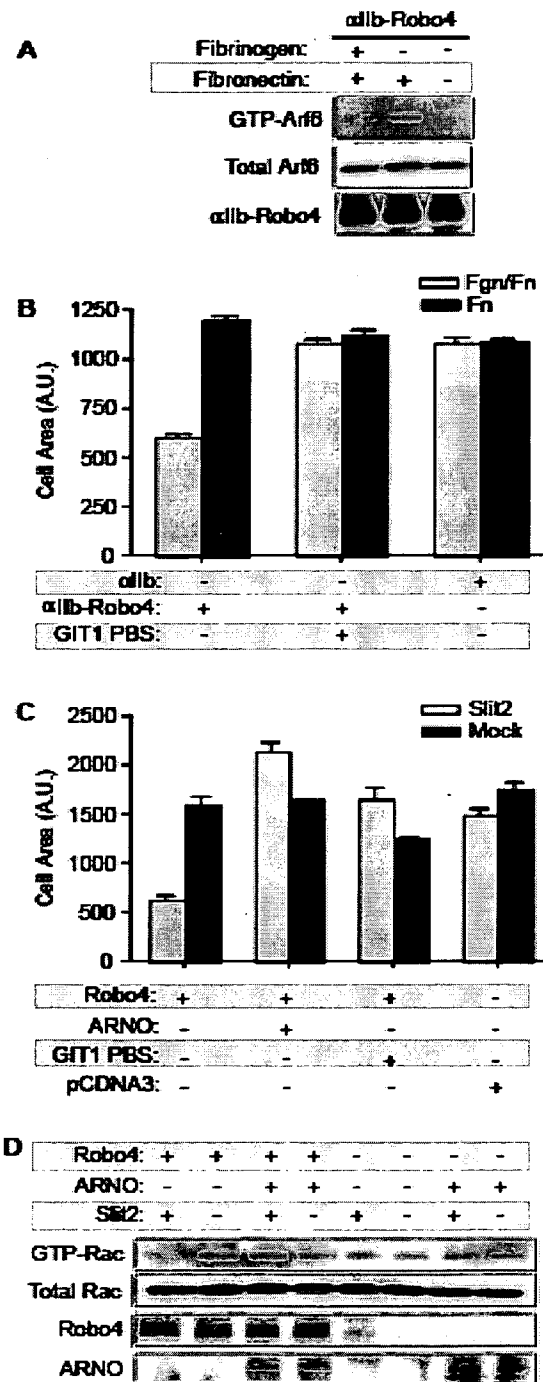 A
αIIb-Robo4
Fibrinogen: + - -
Fibronectin: + + -
GTP-Arf6
Total Arf6
αIIb-Robo4
B
Fgn/Fn
Fn
Cell Area (A.U.)
1250
1000
750
500
250
0
αIIb: - - +
αIIb-Robo4: + + -
GIT1 PBS: - + -
C
Slit2
Mock
Cell Area (A.U.)
2500
2000
1500
1000
500
0
Robo4: + + + -
ARNO: - + - -
GIT1 PBS: - - + -
pCDNA3: - - - +
D
Robo4: + + + + - - - -
ARNO: - - + + - - + +
Slit2: + - + - + - + -
GTP-Rac
Total Rac
Robo4
ARNO